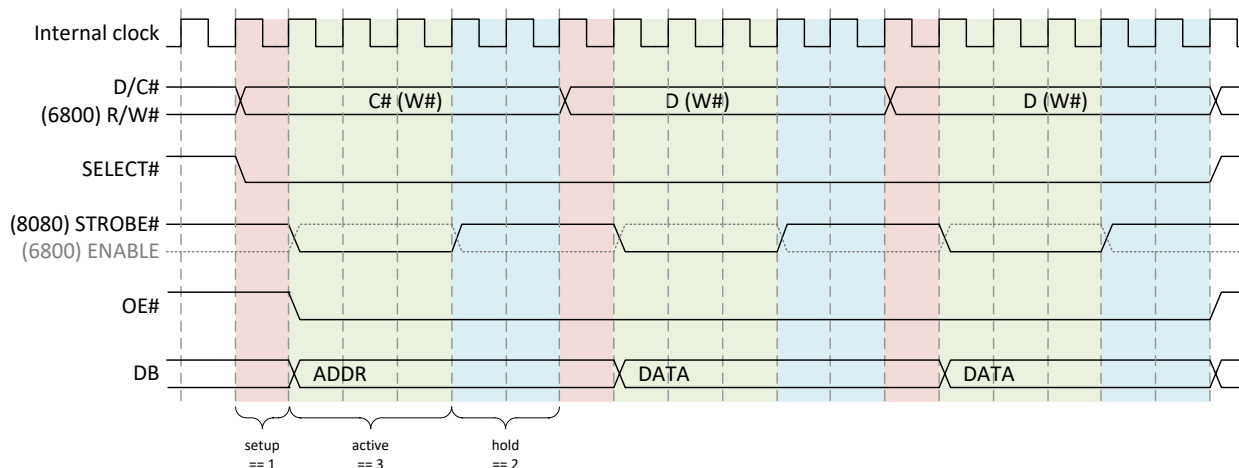 Internal clock
D/C#
(6800) R/W#
C# (W#) D (W#) D (W#)
SELECT#
(8080) STROBE#
(6800) ENABLE
OE#
DB
ADDR DATA DATA
setup active hold
== 1 == 3 == 2